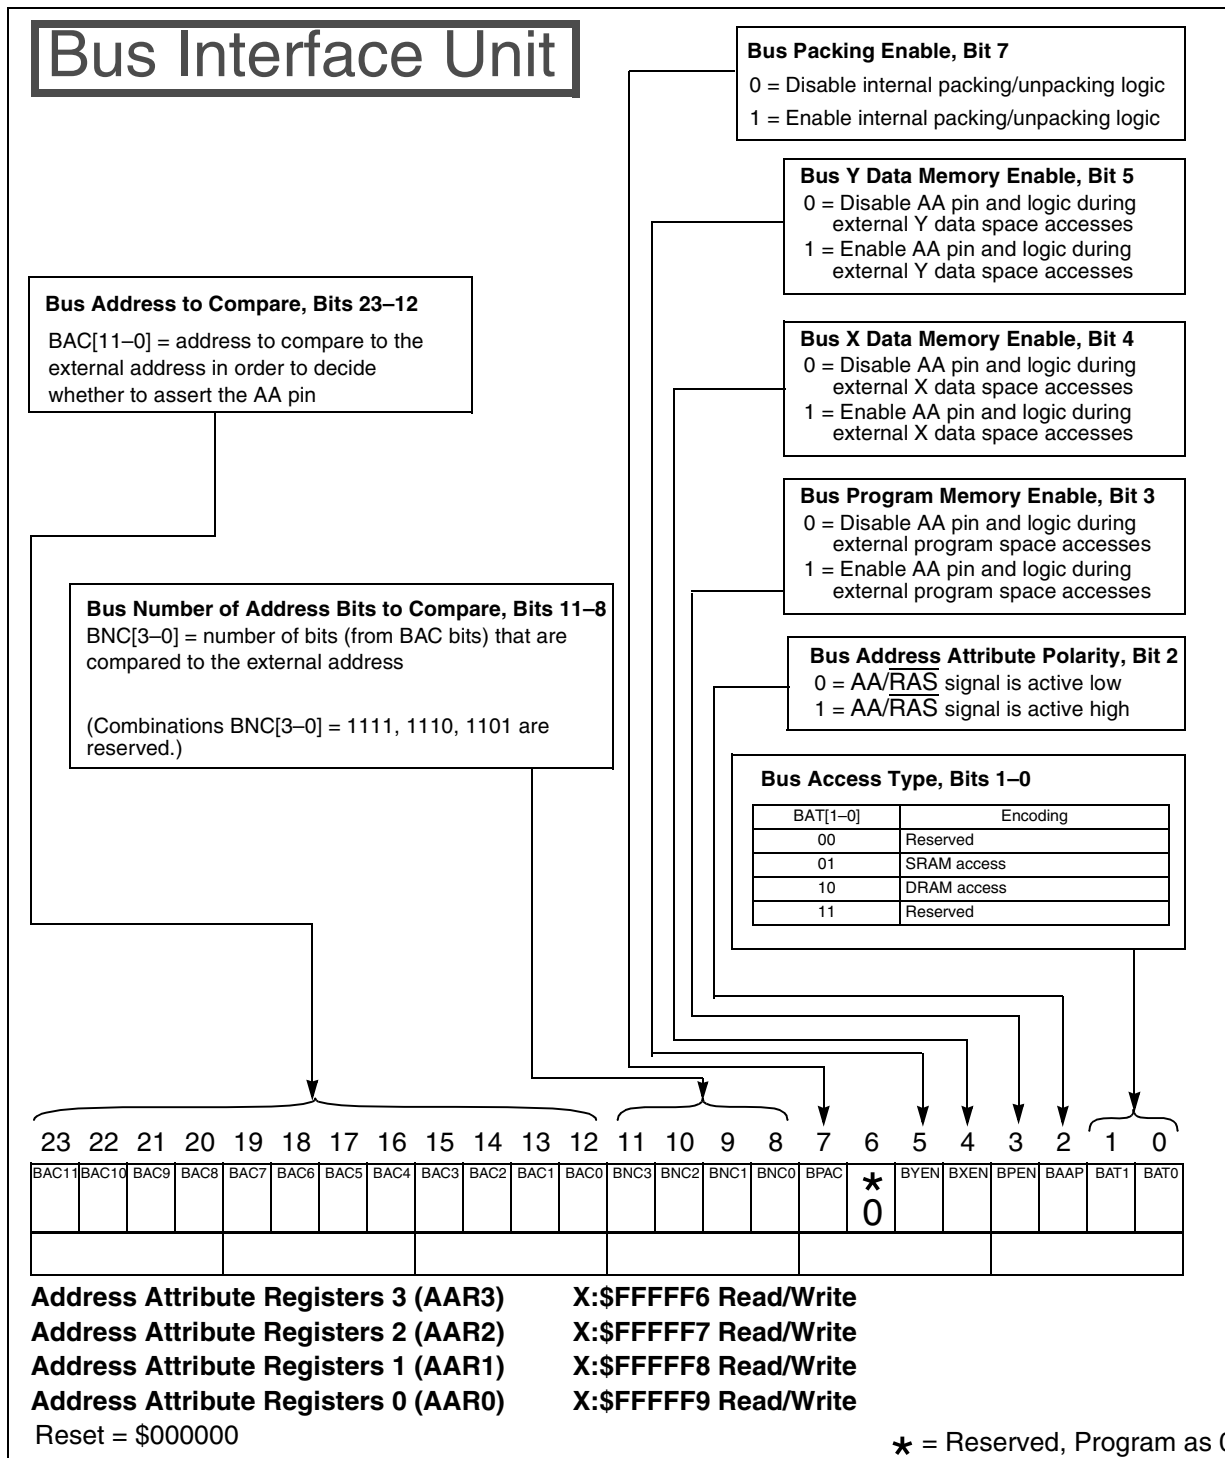 Bus Interface Unit
Bus Packing Enable, Bit 7
0 = Disable internal packing/unpacking logic
1 = Enable internal packing/unpacking logic
Bus Y Data Memory Enable, Bit 5
0 = Disable AA pin and logic during
external Y data space accesses
1 = Enable AA pin and logic during
external Y data space accesses
Bus Address to Compare, Bits 23–12
BAC[11–0] = address to compare to the
external address in order to decide
whether to assert the AA pin
Bus X Data Memory Enable, Bit 4
0 = Disable AA pin and logic during
external X data space accesses
1 = Enable AA pin and logic during
external X data space accesses
Bus Program Memory Enable, Bit 3
0 = Disable AA pin and logic during
external program space accesses
1 = Enable AA pin and logic during
external program space accesses
Bus Number of Address Bits to Compare, Bits 11–8
BNC[3–0] = number of bits (from BAC bits) that are
compared to the external address
(Combinations BNC[3–0] = 1111, 1110, 1101 are
reserved.)
Bus Address Attribute Polarity, Bit 2
0 = AA/R̅A̅S̅ signal is active low
1 = AA/R̅A̅S̅ signal is active high
Bus Access Type, Bits 1–0
BAT[1–0] Encoding
00 Reserved
01 SRAM access
10 DRAM access
11 Reserved
23 22 21 20 19 18 17 16 15 14 13 12 11 10 9 8 7 6 5 4 3 2 1 0
BAC11 BAC10 BAC9 BAC8 BAC7 BAC6 BAC5 BAC4 BAC3 BAC2 BAC1 BAC0 BNC3 BNC2 BNC1 BNC0 BPAC * BYEN BXEN BPEN BAAP BAT1 BAT0
0
Address Attribute Registers 3 (AAR3) X:$FFFFF6 Read/Write
Address Attribute Registers 2 (AAR2) X:$FFFFF7 Read/Write
Address Attribute Registers 1 (AAR1) X:$FFFFF8 Read/Write
Address Attribute Registers 0 (AAR0) X:$FFFFF9 Read/Write
Reset = $000000
* = Reserved, Program as 0